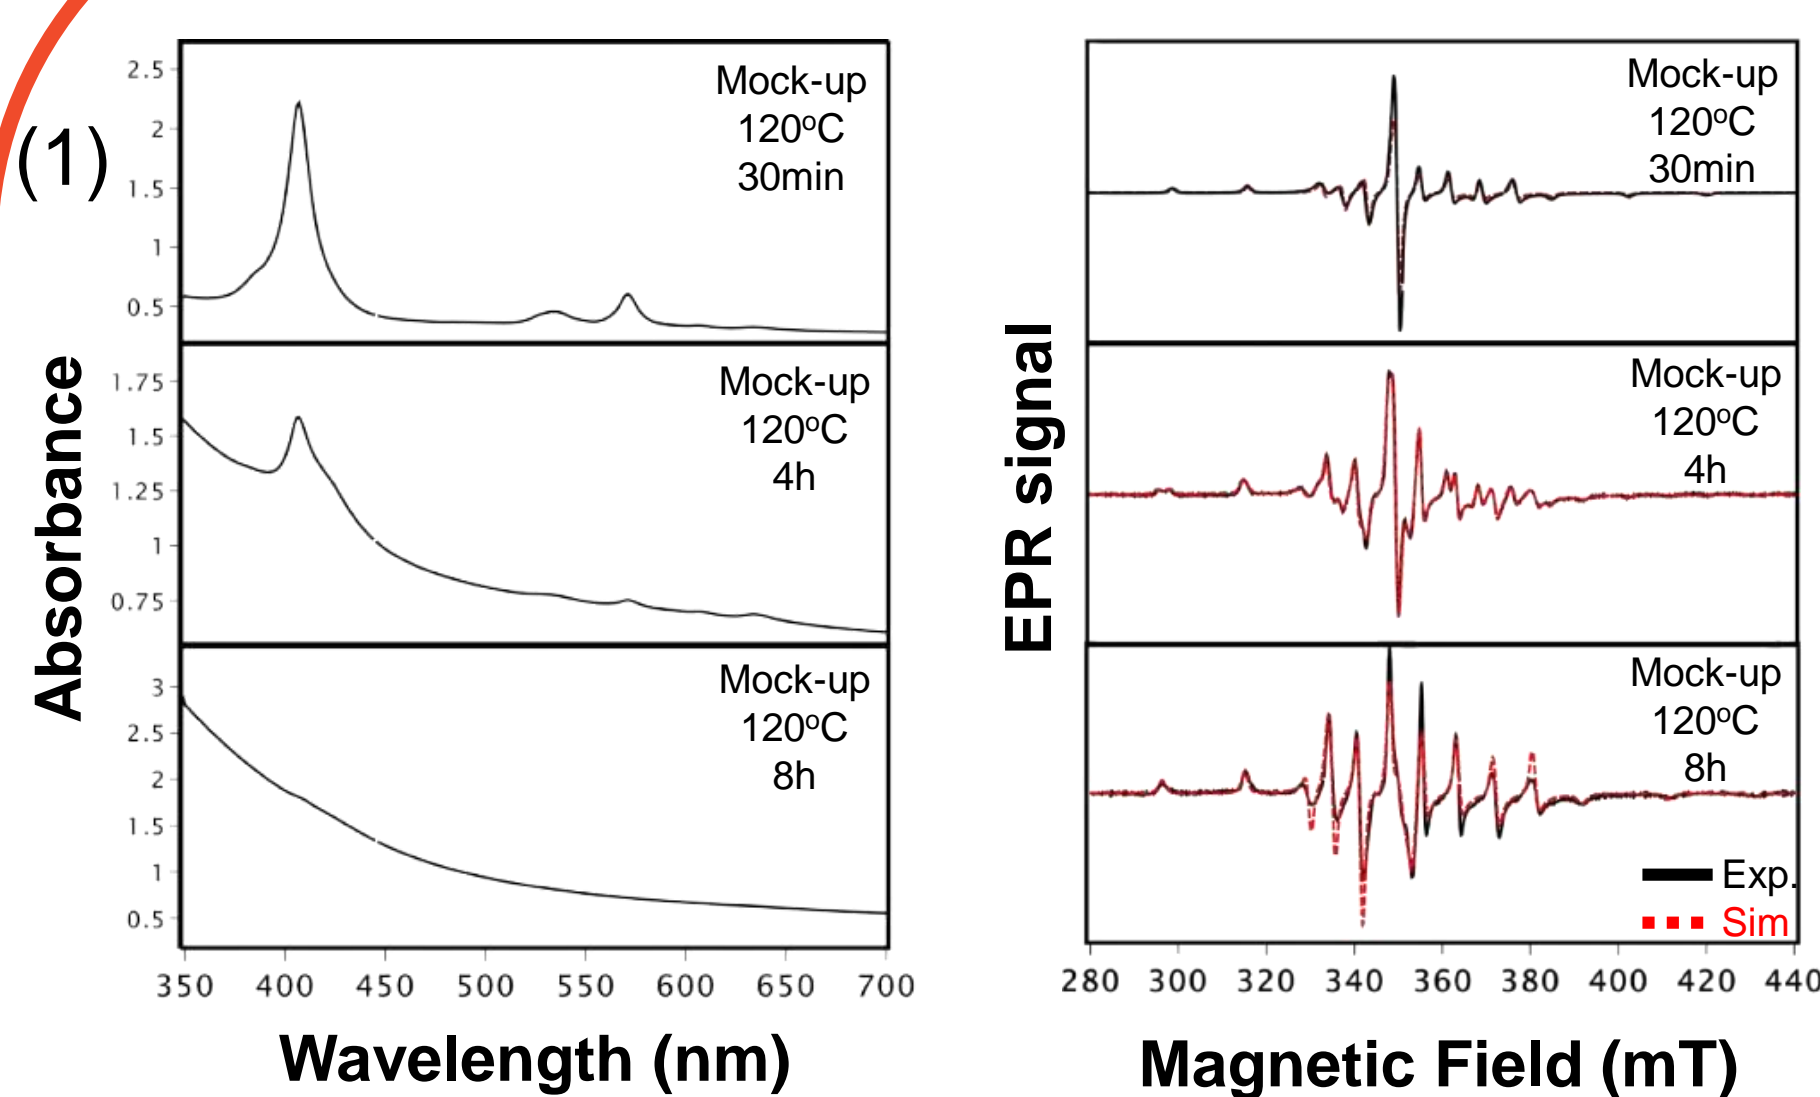 (1)
Absorbance
2.5
2
1.5
1
0.5
Mock-up
120ºC
30min
1.75
1.5
1.25
1
0.75
Mock-up
120ºC
4h
3
2.5
2
1.5
1
0.5
Mock-up
120ºC
8h
350 400 450 500 550 600 650 700
Wavelength (nm)
EPR signal
Mock-up
120ºC
30min
Mock-up
120ºC
4h
Mock-up
120ºC
8h
Exp.
Sim
280 300 320 340 360 380 400 420 440
Magnetic Field (mT)